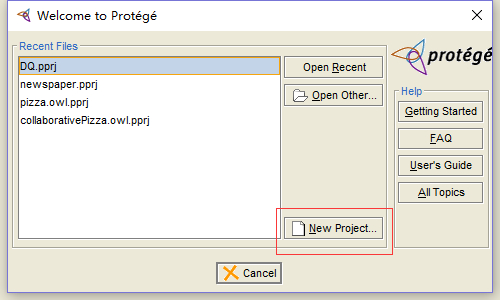 Welcome to Protégé
Recent Files
DQ.pprj
newspaper.pprj
pizza.owl.pprj
collaborativePizza.owl.pprj
Open Recent
Open Other...
New Project...
protégé
Help
Getting Started
FAQ
User's Guide
All Topics
Cancel